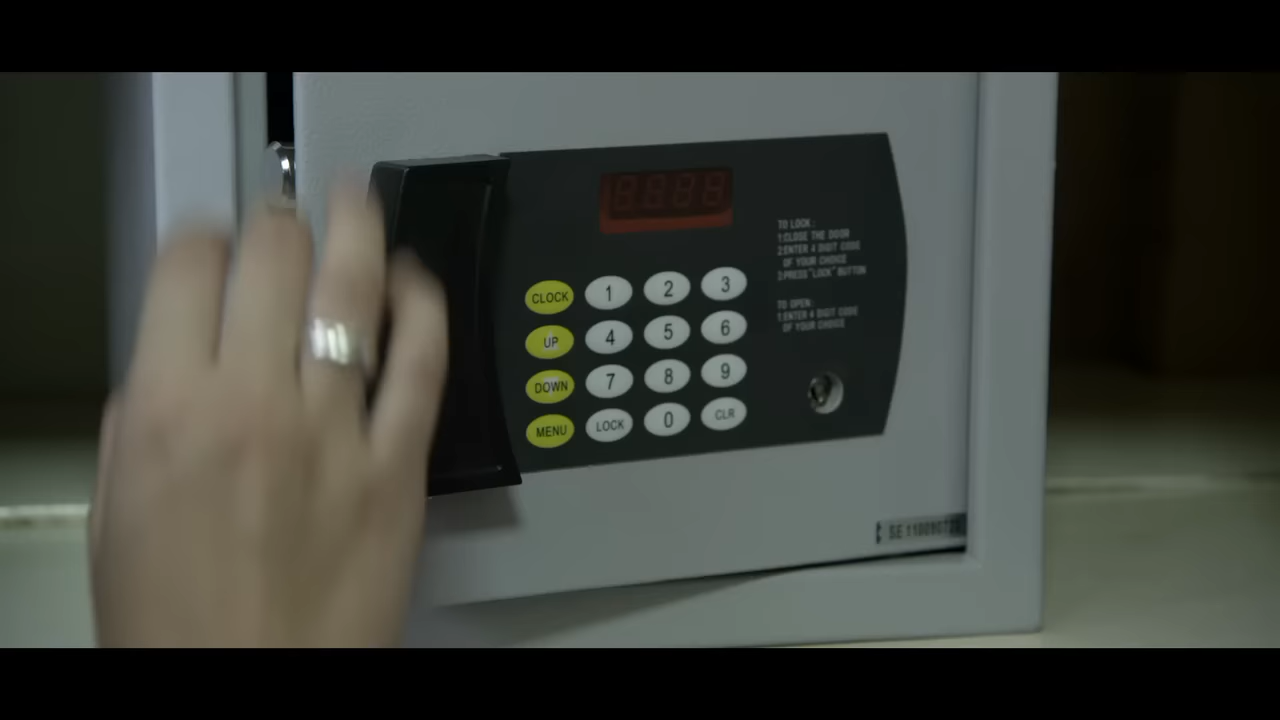 TO LOCK :
1:CLOSE THE DOOR
2:ENTER 4 DIGIT CODE
OF YOUR CHOICE
3:PRESS "LOCK" BUTTON
TO OPEN:
1:ENTER 4 DIGIT CODE
OF YOUR CHOICE
CLOCK 1 2 3
UP 4 5 6
DOWN 7 8 9
MENU LOCK 0 CLR